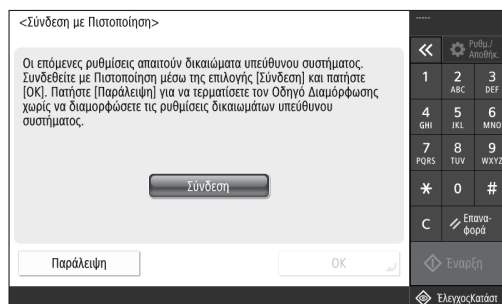 <Σύνδεση με Πιστοποίηση>
Οι επόμενες ρυθμίσεις απαιτούν δικαιώματα υπεύθυνου συστήματος.
Συνδεθείτε με Πιστοποίηση μέσω της επιλογής [Σύνδεση] και πατήστε
[OK]. Πατήστε [Παράλειψη] για να τερματίσετε τον Οδηγό Διαμόρφωσης
χωρίς να διαμορφώσετε τις ρυθμίσεις δικαιωμάτων υπεύθυνου
συστήματος.
Σύνδεση
Παράλειψη
OK
-----
Ρυθμ./
Αποθήκ.
1 2 3
ABC DEF
4 5 6
GHI JKL MNO
7 8 9
PQRS TUV WXYZ
* 0 #
C Επανα-
φορά
Έναρξη
ΈλεγχοςΚατάστ